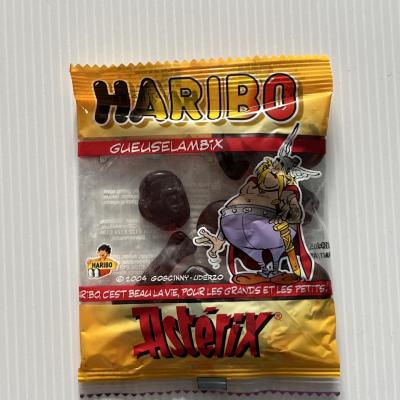 HARIBO
GUEUSELAMBIX
HARIBO
© 2004 GOSCINNY-UDERZO
RIBO, C'EST BEAU LA VIE, POUR LES GRANDS ET LES PETITS.
Astérix®